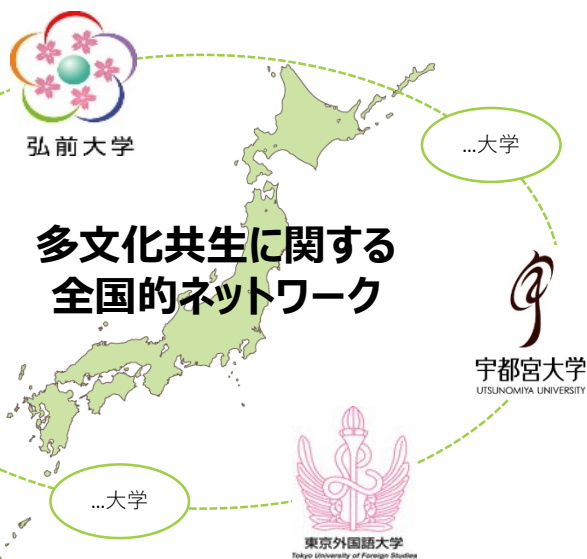 弘前大学
...大学
多文化共生に関する
全国的ネットワーク
宇都宮大学
UTSUNOMIYA UNIVERSITY
...大学
東京外国語大学
Tokyo University of Foreign Studies